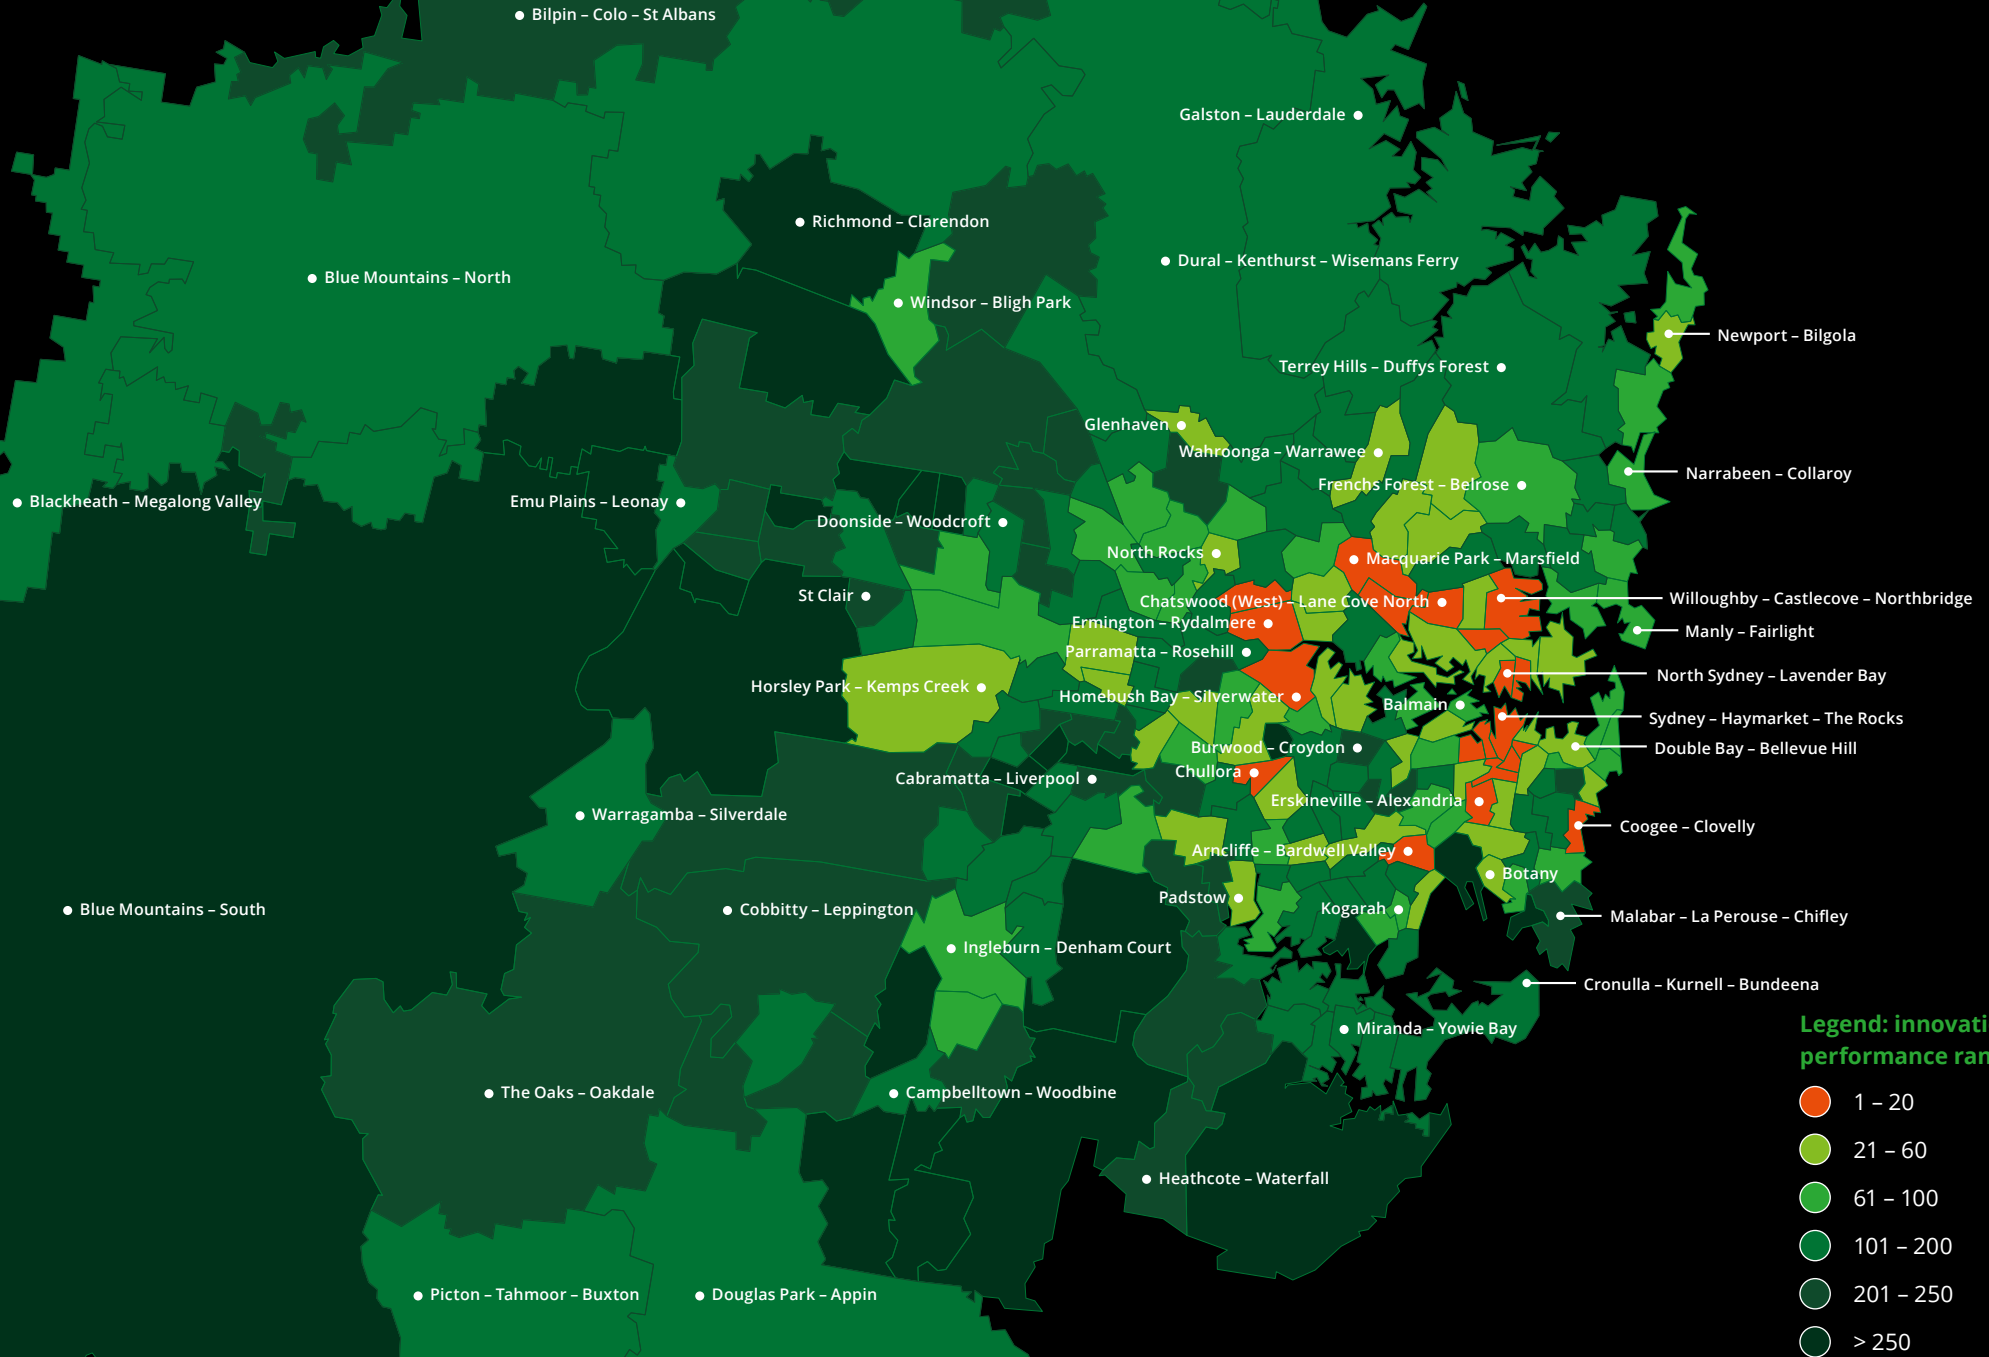 Bilpin – Colo – St Albans
Galston – Lauderdale
Richmond – Clarendon
Dural – Kenthurst – Wisemans Ferry
Blue Mountains – North
Windsor – Bligh Park
Newport – Bilgola
Terrey Hills – Duffys Forest
Glenhaven
Wahroonga – Warrawee
Narrabeen – Collaroy
Frenchs Forest – Belrose
Blackheath – Megalong Valley
Emu Plains – Leonay
Doonside – Woodcroft
North Rocks
Macquarie Park – Marsfield
St Clair
Chatswood (West) – Lane Cove North
Willoughby – Castlecove – Northbridge
Ermington – Rydalmere
Manly – Fairlight
Parramatta – Rosehill
North Sydney – Lavender Bay
Horsley Park – Kemps Creek
Homebush Bay – Silverwater
Balmain
Sydney – Haymarket – The Rocks
Burwood – Croydon
Double Bay – Bellevue Hill
Chullora
Cabramatta – Liverpool
Erskineville – Alexandria
Warragamba – Silverdale
Coogee – Clovelly
Arncliffe – Bardwell Valley
Botany
Padstow
Kogarah
Blue Mountains – South
Cobbitty – Leppington
Malabar – La Perouse – Chifley
Ingleburn – Denham Court
Cronulla – Kurnell – Bundeena
Miranda – Yowie Bay
The Oaks – Oakdale
Campbelltown – Woodbine
Heathcote – Waterfall
Picton – Tahmoor – Buxton
Douglas Park – Appin
Legend: innovati
performance ran
1 – 20
21 – 60
61 – 100
101 – 200
201 – 250
> 250